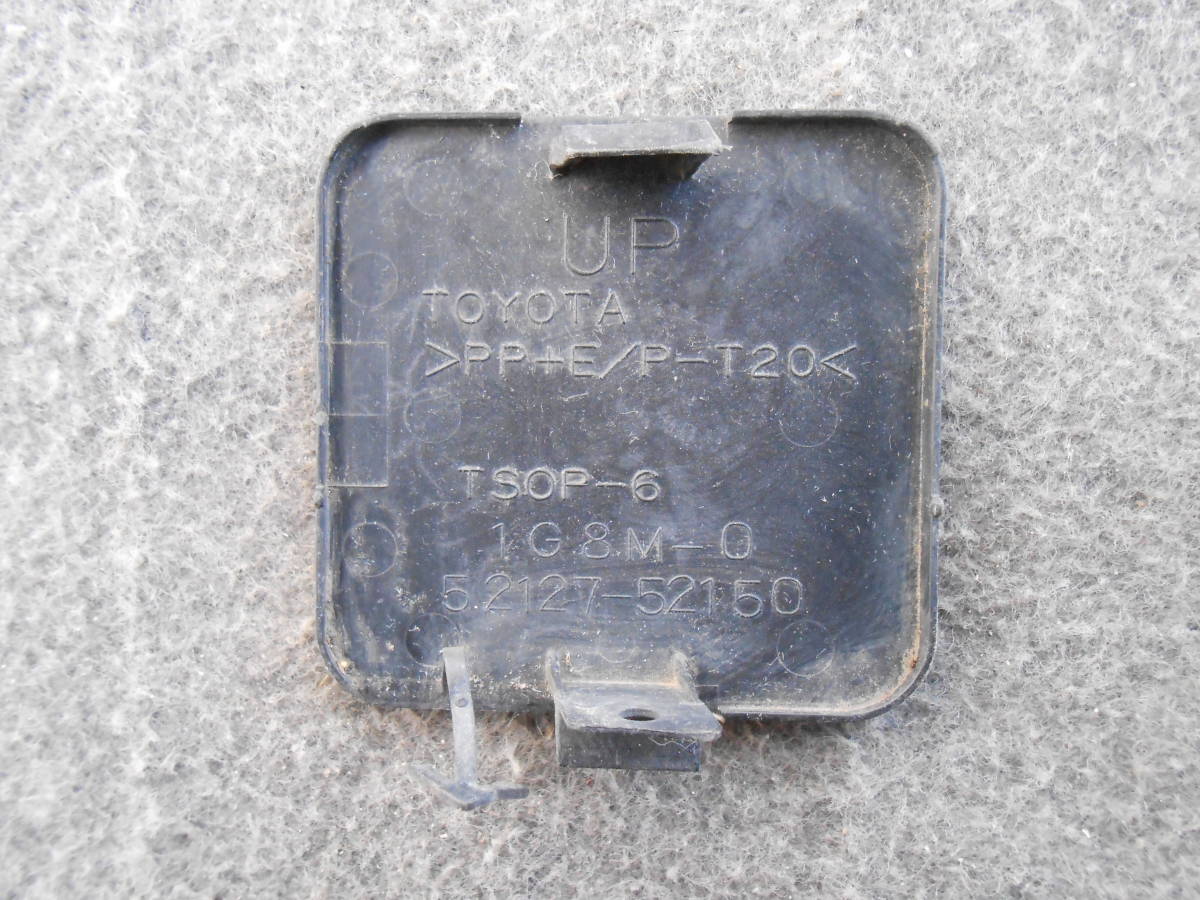 UP
TOYOTA
>PP+E/P-T20<
TSOP-6
1G8M-0
52127-52150